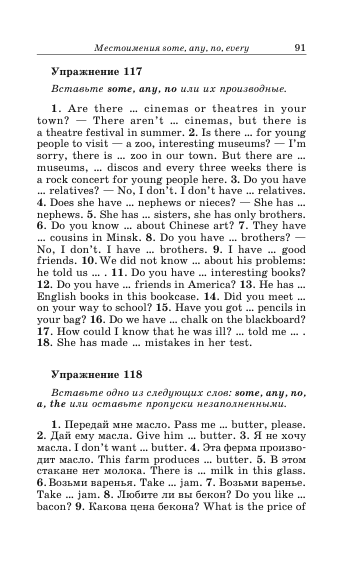 Местоимения some, any, no, every 91
Упражнение 117
Вставьте some, any, no или их производные.
1. Are there ... cinemas or theatres in your
town? — There aren't ... cinemas, but there is
a theatre festival in summer. 2. Is there ... for young
people to visit — a zoo, interesting museums? — I'm
sorry, there is ... zoo in our town. But there are ...
museums, ... discos and every three weeks there is
a rock concert for young people here. 3. Do you have
... relatives? — No, I don't. I don't have ... relatives.
4. Does she have ... nephews or nieces? — She has ...
nephews. 5. She has ... sisters, she has only brothers.
6. Do you know ... about Chinese art? 7. They have
... cousins in Minsk. 8. Do you have ... brothers? —
No, I don't. I have ... brothers. 9. I have ... good
friends. 10. We did not know ... about his problems:
he told us ... . 11. Do you have ... interesting books?
12. Do you have ... friends in America? 13. He has ...
English books in this bookcase. 14. Did you meet ...
on your way to school? 15. Have you got ... pencils in
your bag? 16. Do we have ... chalk on the blackboard?
17. How could I know that he was ill? ... told me ... .
18. She has made ... mistakes in her test.
Упражнение 118
Вставьте одно из следующих слов: some, any, no,
a, the или оставьте пропуски незаполненными.
1. Передай мне масло. Pass me ... butter, please.
2. Дай ему масла. Give him ... butter. 3. Я не хочу
масла. I don't want ... butter. 4. Эта ферма произво-
дит масло. This farm produces ... butter. 5. В этом
стакане нет молока. There is ... milk in this glass.
6. Возьми варенья. Take ... jam. 7. Возьми варенье.
Take ... jam. 8. Любите ли вы бекон? Do you like ...
bacon? 9. Какова цена бекона? What is the price of